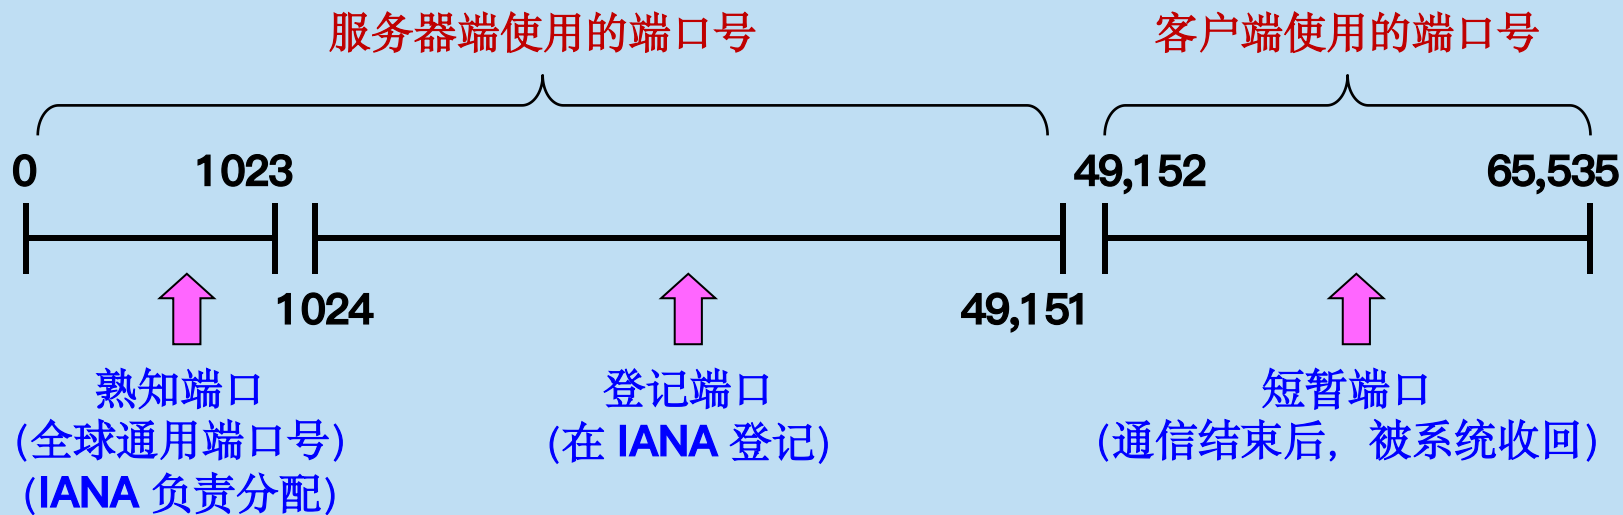 服务器端使用的端口号
客户端使用的端口号
0
1023
49,152
65,535
1024
49,151
熟知端口
(全球通用端口号)
(IANA 负责分配)
登记端口
(在 IANA 登记)
短暂端口
(通信结束后，被系统收回)